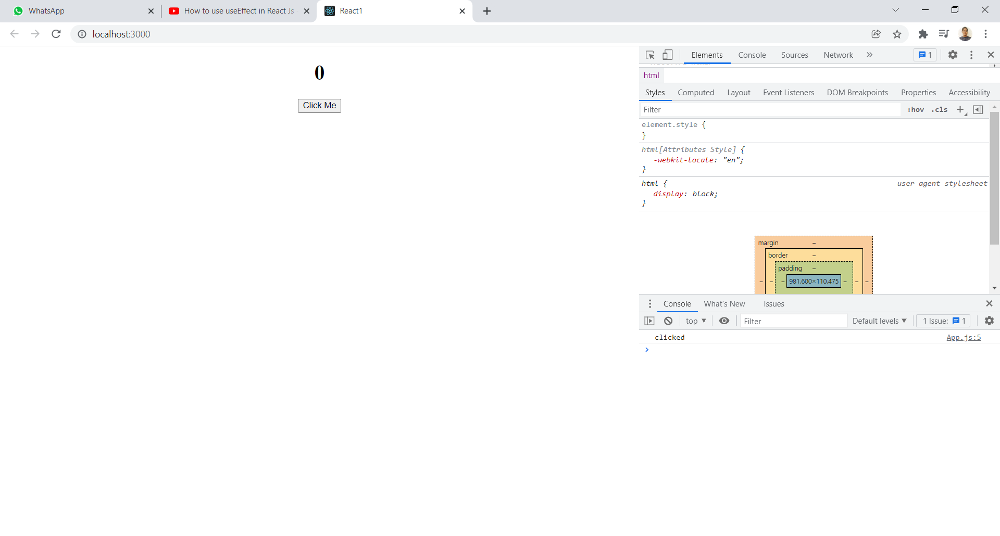 WhatsApp
How to use useEffect in React Js
React1
localhost:3000
0
Click Me
Elements Console Sources Network » 1
html
Styles Computed Layout Event Listeners DOM Breakpoints Properties Accessibility
Filter :hov .cls
element.style {
}
html[Attributes Style] {
-webkit-locale: "en";
}
html { user agent stylesheet
display: block;
}
margin –
border –
padding –
– – – 981.600×110.475 – – –
Console What's New Issues
top ▼ Filter Default levels ▼ 1 Issue: 1
clicked App.js:5
›